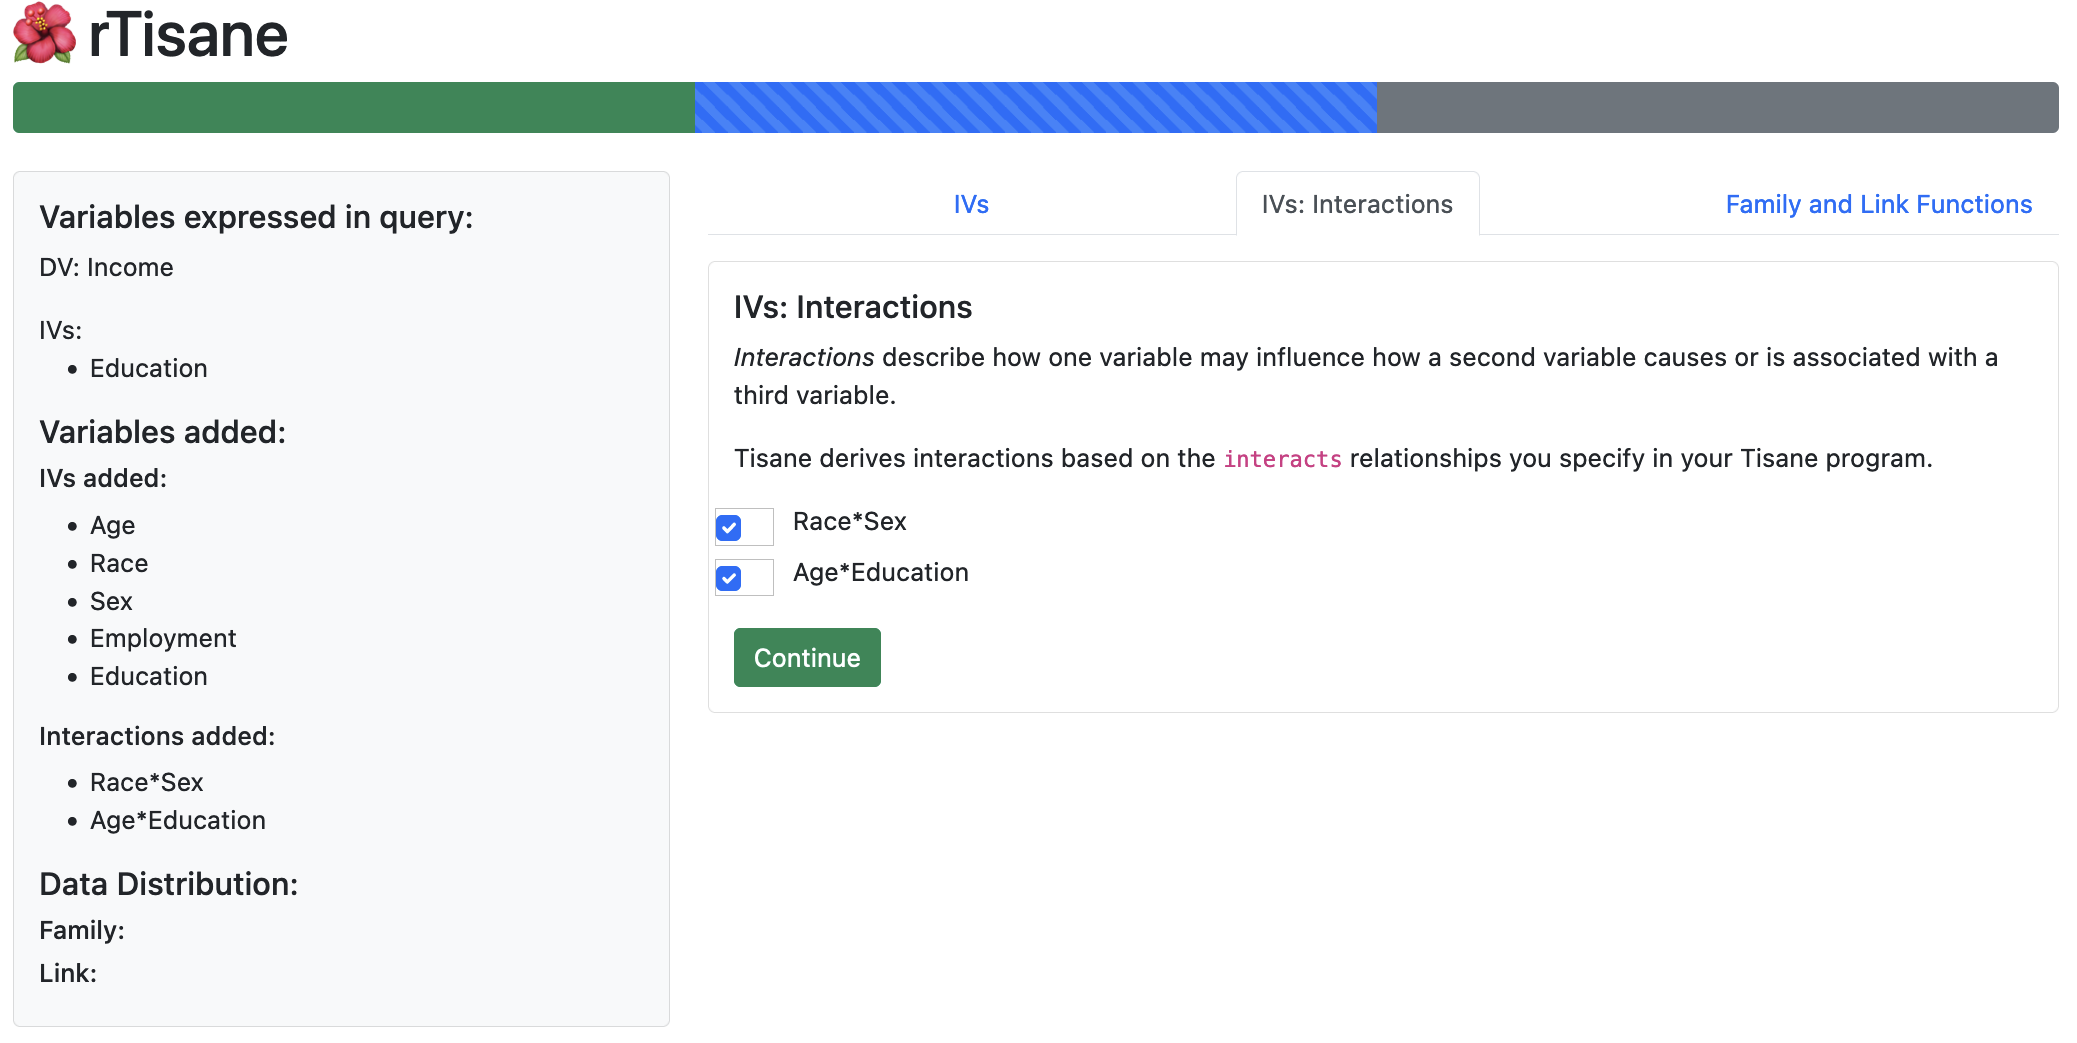 rTisane
Variables expressed in query:
DV: Income
IVs:
• Education
Variables added:
IVs added:
• Age
• Race
• Sex
• Employment
• Education
Interactions added:
• Race*Sex
• Age*Education
Data Distribution:
Family:
Link:
IVs
IVs: Interactions
Family and Link Functions
IVs: Interactions
Interactions describe how one variable may influence how a second variable causes or is associated with a
third variable.
Tisane derives interactions based on the interacts relationships you specify in your Tisane program.
Race*Sex
Age*Education
Continue